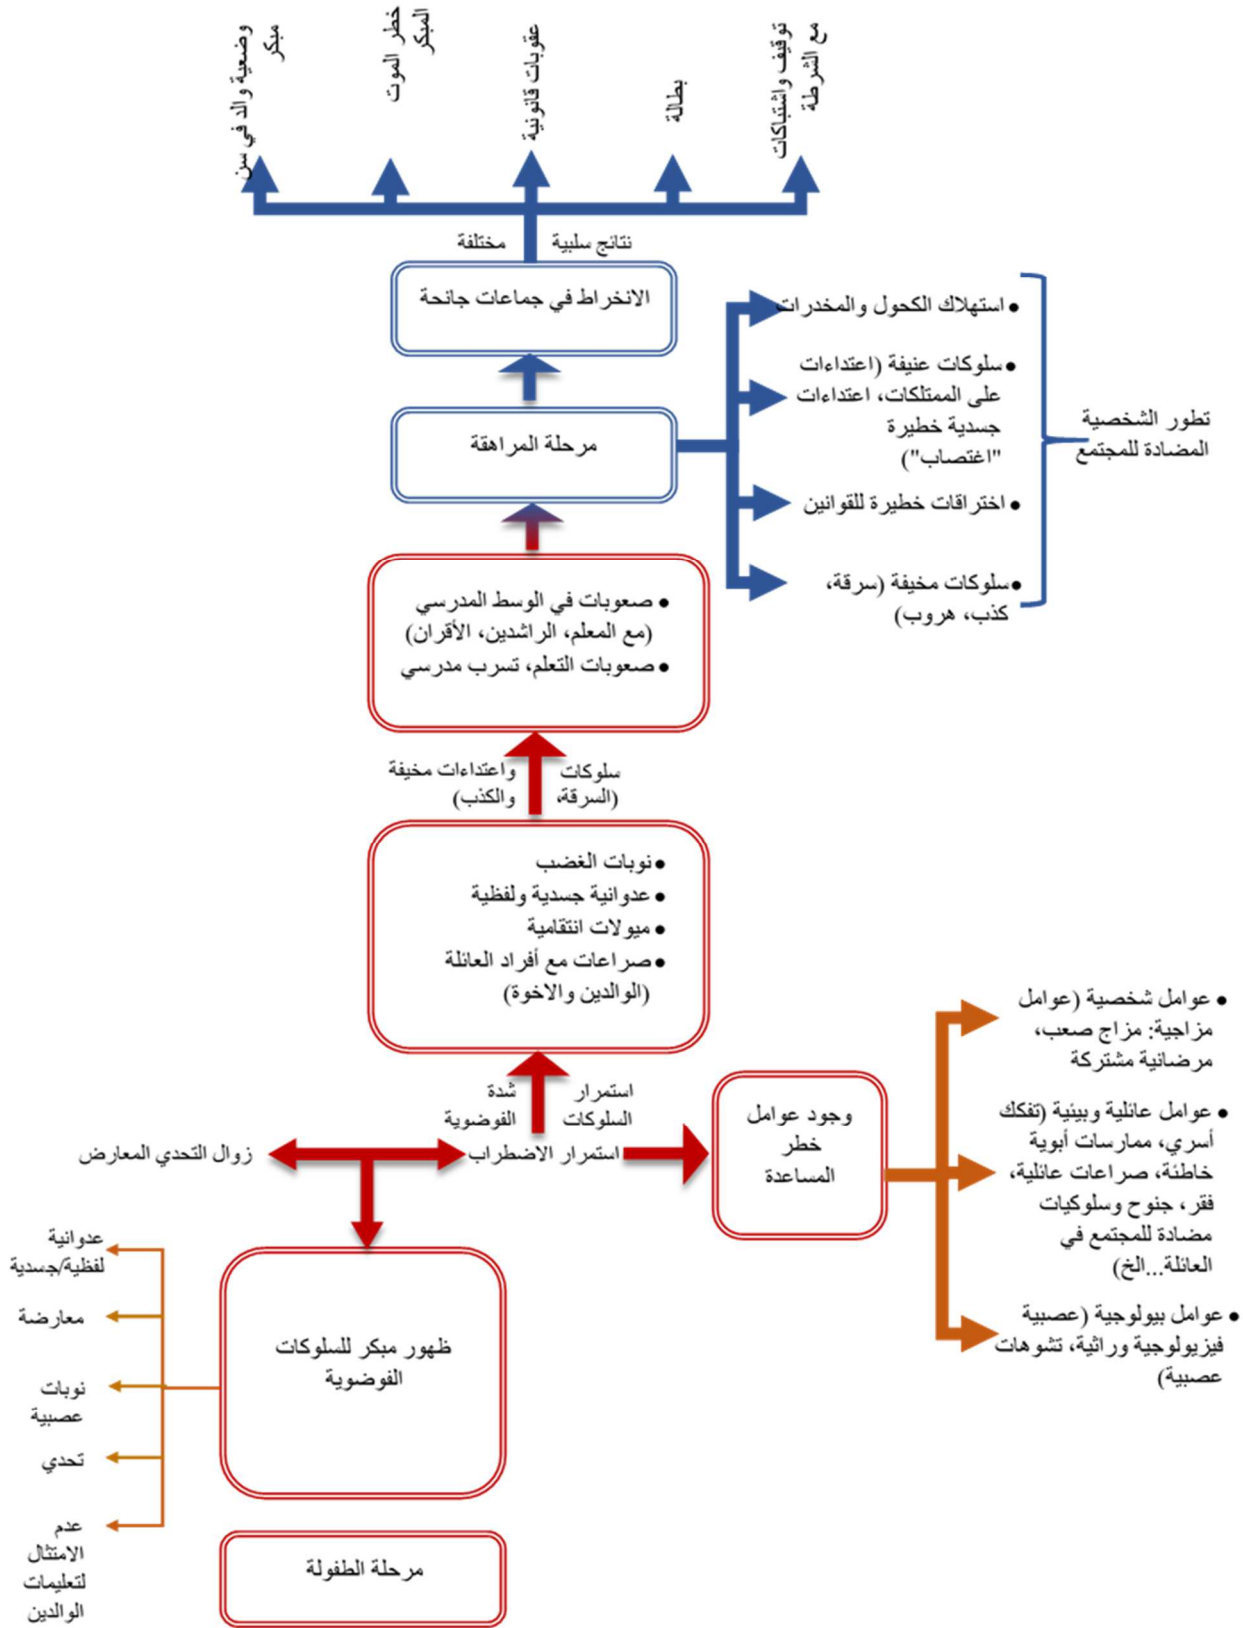 وضعية والد في سن
مبكر
خطر الموت
المبكر
عقوبات قانونية
بطالة
توقيف واشتباكات
مع الشرطة
نتائج سلبية
مختلفة
الانخراط في جماعات جانحة
مرحلة المراهقة
• استهلاك الكحول والمخدرات
• سلوكات عنيفة (اعتداءات
على الممتلكات، اعتداءات
جسدية خطيرة
"اغتصاب")
• اختراقات خطيرة للقوانين
• سلوكات مخيفة (سرقة،
كذب، هروب)
تطور الشخصية
المضادة للمجتمع
• صعوبات في الوسط المدرسي
(مع المعلم، الراشدين، الأقران)
• صعوبات التعلم، تسرب مدرسي
سلوكات
(السرقة،
واعتداءات مخيفة
والكذب)
• نوبات الغضب
• عدوانية جسدية ولفظية
• ميولات انتقامية
• صراعات مع أفراد العائلة
(الوالدين والاخوة)
استمرار
السلوكات
شدة
الفوضوية
استمرار الاضطراب
زوال التحدي المعارض
وجود عوامل
خطر
المساعدة
• عوامل شخصية (عوامل
مزاجية: مزاج صعب،
مرضانية مشتركة
• عوامل عائلية وبيئية (تفكك
أسري، ممارسات أبوية
خاطئة، صراعات عائلية،
فقر، جنوح وسلوكيات
مضادة للمجتمع في
العائلة...الخ)
• عوامل بيولوجية (عصبية
فيزيولوجية وراثية، تشوهات
عصبية)
ظهور مبكر للسلوكات
الفوضوية
عدوانية
لفظية/جسدية
معارضة
نوبات
عصبية
تحدي
عدم
الامتثال
لتعليمات
الوالدين
مرحلة الطفولة